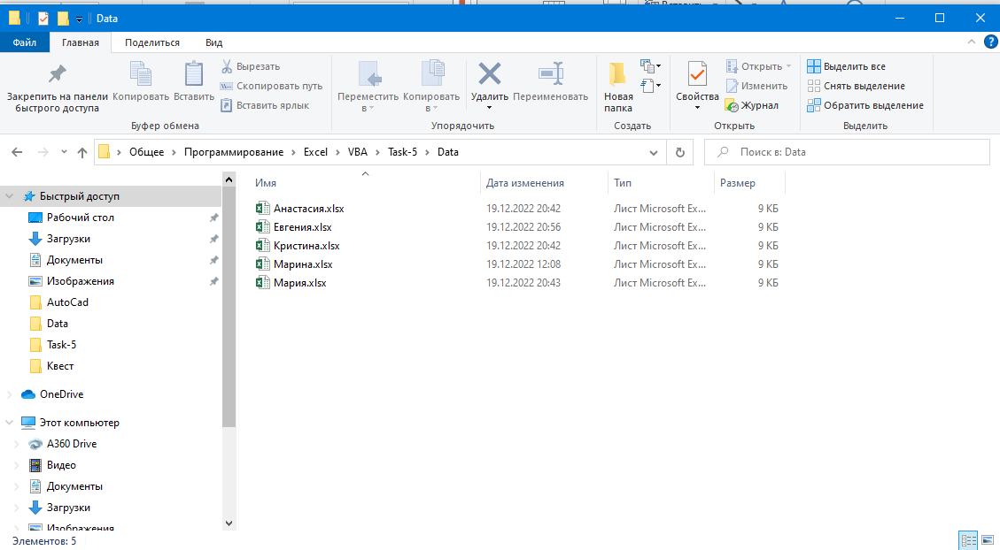 Data
Файл Главная Поделиться Вид
Закрепить на панели быстрого доступа
Копировать
Вставить
Вырезать
Скопировать путь
Вставить ярлык
Буфер обмена
Переместить в
Копировать в
Удалить
Переименовать
Упорядочить
Новая папка
Создать
Свойства
Открыть
Изменить
Журнал
Открыть
Выделить все
Снять выделение
Обратить выделение
Выделить
Общее Программирование Excel VBA Task-5 Data
Поиск в: Data
Быстрый доступ
Рабочий стол
Загрузки
Документы
Изображения
AutoCad
Data
Task-5
Квест
OneDrive
Этот компьютер
A360 Drive
Видео
Документы
Загрузки
Изображения
Имя Дата изменения Тип Размер
Анастасия.xlsx 19.12.2022 20:42 Лист Microsoft Ex... 9 КБ
Евгения.xlsx 19.12.2022 20:56 Лист Microsoft Ex... 9 КБ
Кристина.xlsx 19.12.2022 20:42 Лист Microsoft Ex... 9 КБ
Марина.xlsx 19.12.2022 12:08 Лист Microsoft Ex... 9 КБ
Мария.xlsx 19.12.2022 20:43 Лист Microsoft Ex... 9 КБ
Элементов: 5